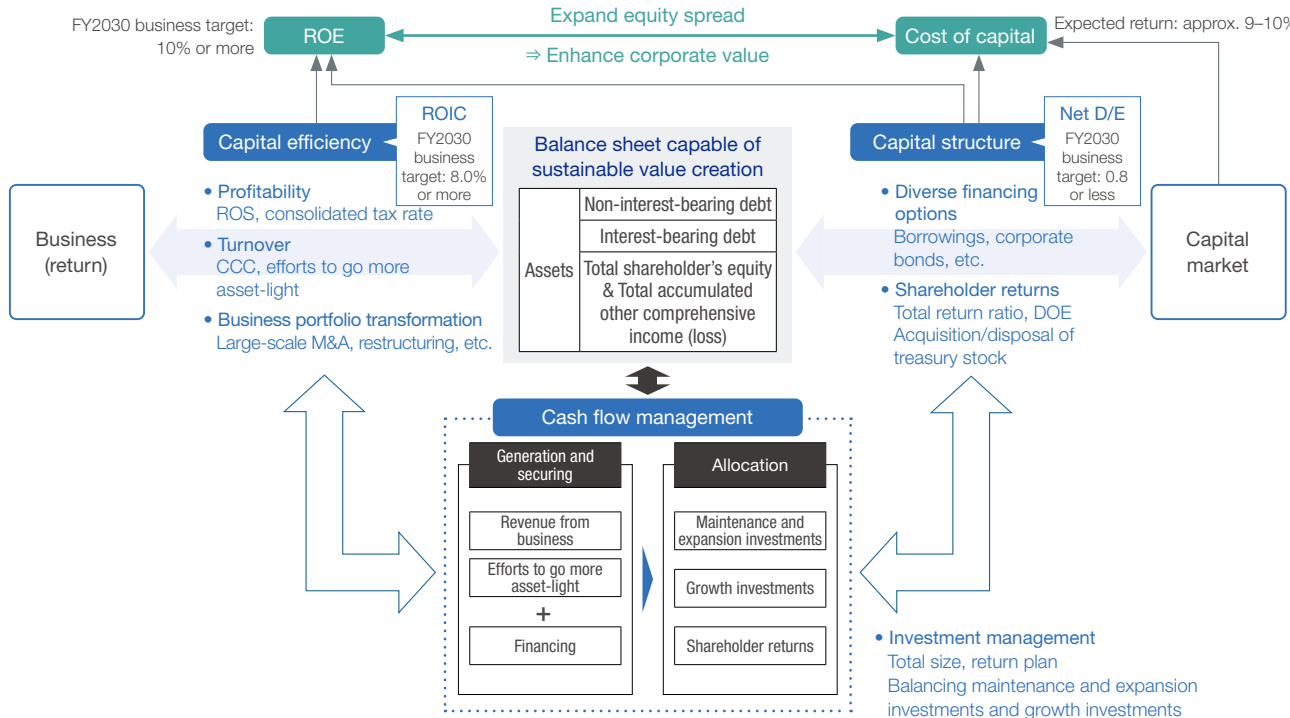 FY2030 business target:
10% or more
ROE
Expand equity spread
⇒ Enhance corporate value
Cost of capital
Expected return: approx. 9–10%
Capital efficiency
ROIC
FY2030
business
target: 8.0%
or more
• Profitability
ROS, consolidated tax rate
• Turnover
CCC, efforts to go more
asset-light
• Business portfolio transformation
Large-scale M&A, restructuring, etc.
Business
(return)
Balance sheet capable of
sustainable value creation
Assets
Non-interest-bearing debt
Interest-bearing debt
Total shareholder’s equity
& Total accumulated
other comprehensive
income (loss)
Capital structure
Net D/E
FY2030
business
target: 0.8
or less
• Diverse financing
options
Borrowings, corporate
bonds, etc.
• Shareholder returns
Total return ratio, DOE
Acquisition/disposal of
treasury stock
Capital
market
Cash flow management
Generation and
securing
Revenue from
business
Efforts to go more
asset-light
+
Financing
Allocation
Maintenance and
expansion investments
Growth investments
Shareholder returns
• Investment management
Total size, return plan
Balancing maintenance and expansion
investments and growth investments